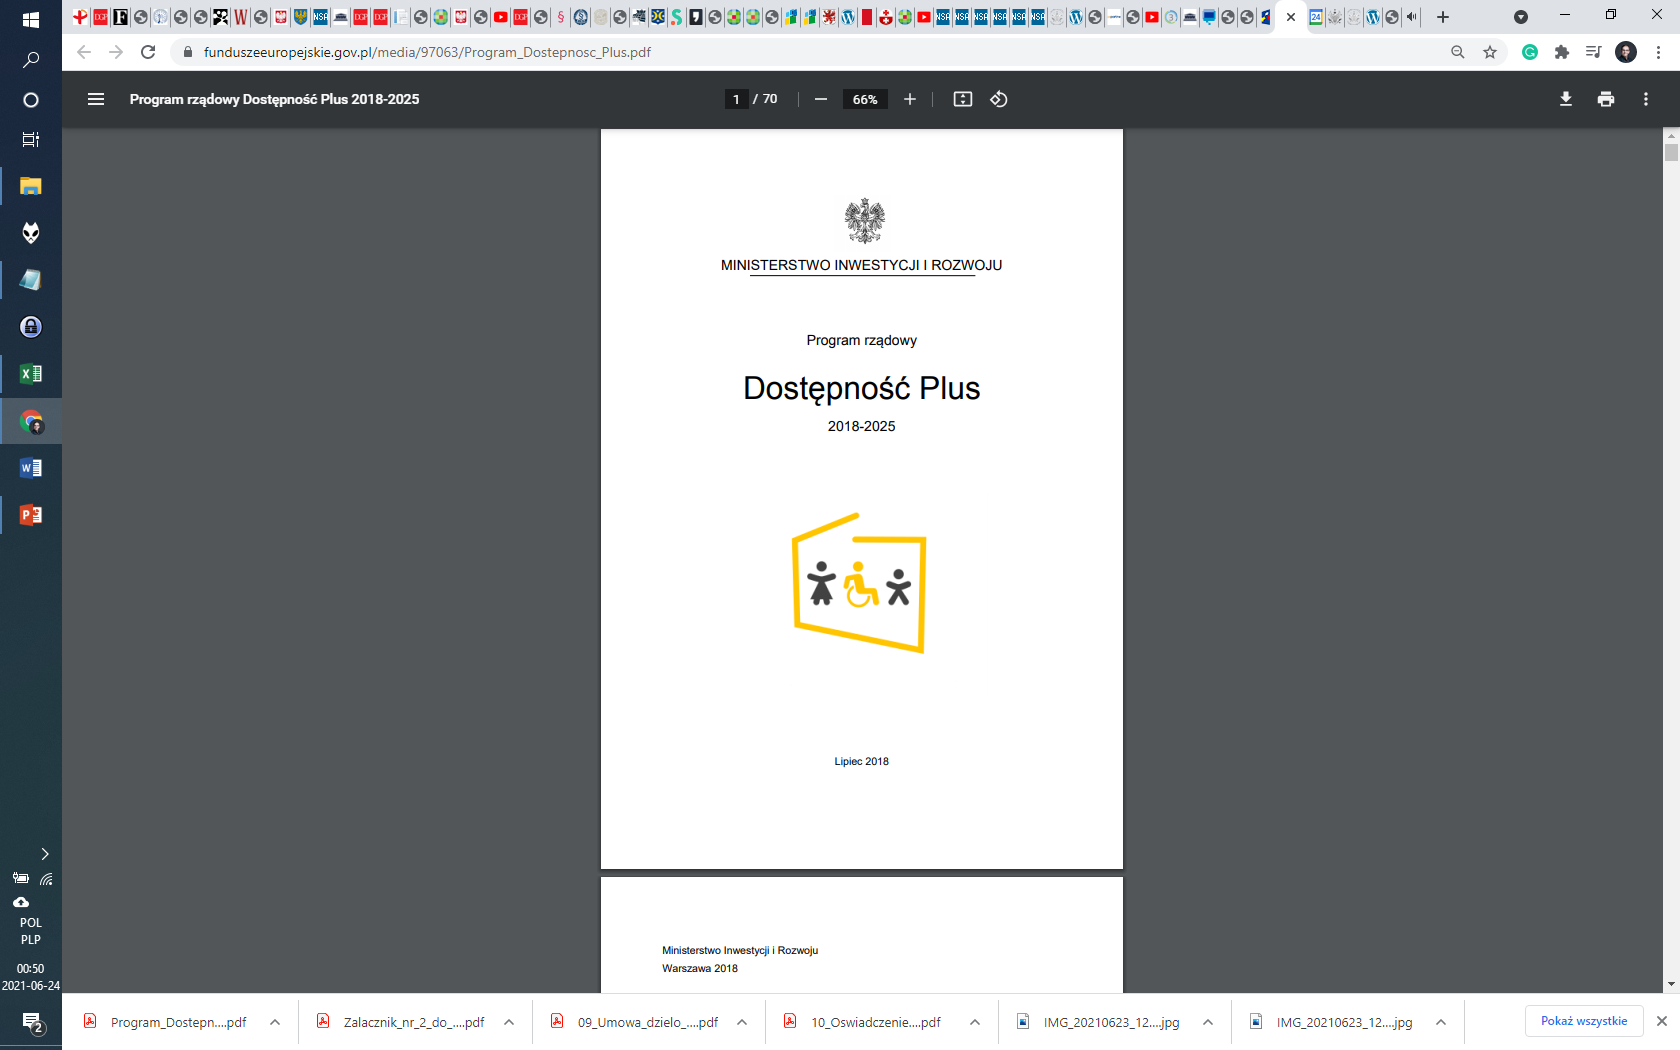 funduszeeuropejskie.gov.pl/media/97063/Program_Dostepnosc_Plus.pdf
Program rządowy Dostępność Plus 2018-2025
1 / 70
66%
MINISTERSTWO INWESTYCJI I ROZWOJU
Program rządowy
Dostępność Plus
2018-2025
Lipiec 2018
Ministerstwo Inwestycji i Rozwoju
Warszawa 2018
POL
PLP
00:50
2021-06-24
2
Program_Dostepn....pdf
Zalacznik_nr_2_do_....pdf
09_Umowa_dzielo_....pdf
10_Oswiadczenie....pdf
IMG_20210623_12....jpg
IMG_20210623_12....jpg
Pokaż wszystkie